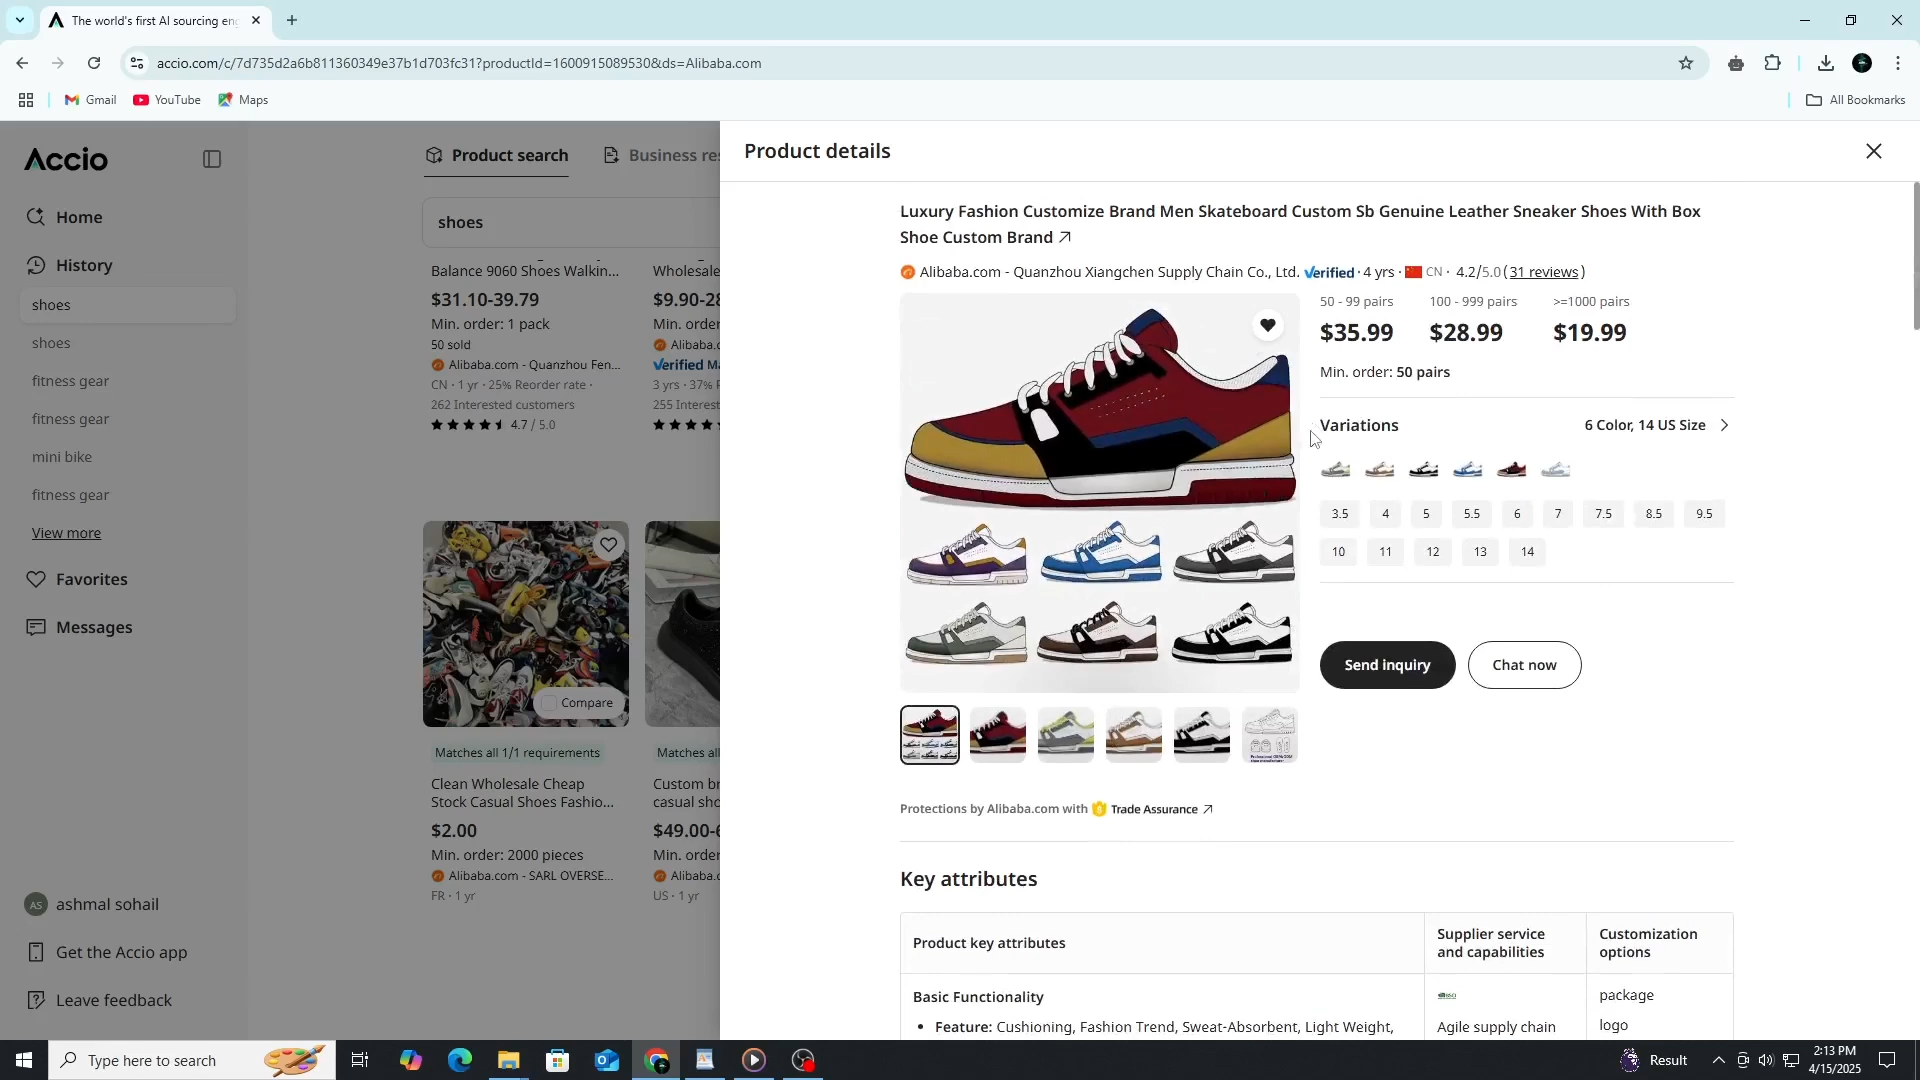 The world's first AI sourcing eng
accio.com/c/7d735d2a6b811360349e37b1d703fc31?productId=1600915089530&ds=Alibaba.com
Gmail
YouTube
Maps
All Bookmarks
Accio
Home
History
shoes
shoes
fitness gear
fitness gear
mini bike
fitness gear
View more
Favorites
Messages
AS
ashmal sohail
Get the Accio app
Leave feedback
Product search
Business res
shoes
Balance 9060 Shoes Walkin...
$31.10-39.79
Min. order: 1 pack
50 sold
Alibaba.com - Quanzhou Fen...
CN · 1 yr · 25% Reorder rate ·
262 Interested customers
4.7 / 5.0
Wholesale
$9.90-28
Min. order
Alibaba.c
Verified Ma
3 yrs · 37% R
255 Interest
Compare
Matches all 1/1 requirements
Clean Wholesale Cheap
Stock Casual Shoes Fashio...
$2.00
Min. order: 2000 pieces
Alibaba.com - SARL OVERSE...
FR · 1 yr
Matches all
Custom br
casual sho
$49.00-6
Min. order
Alibaba.c
US · 1 yr
Product details
Luxury Fashion Customize Brand Men Skateboard Custom Sb Genuine Leather Sneaker Shoes With Box
Shoe Custom Brand
Alibaba.com - Quanzhou Xiangchen Supply Chain Co., Ltd. Verified · 4 yrs · CN · 4.2/5.0 (31 reviews)
50 - 99 pairs
100 - 999 pairs
>=1000 pairs
$35.99
$28.99
$19.99
Min. order: 50 pairs
Variations
6 Color, 14 US Size
3.5
4
5
5.5
6
7
7.5
8.5
9.5
10
11
12
13
14
Send inquiry
Chat now
Protections by Alibaba.com with Trade Assurance
Key attributes
Product key attributes
Supplier service
and capabilities
Customization
options
Basic Functionality
Feature: Cushioning, Fashion Trend, Sweat-Absorbent, Light Weight,
Agile supply chain
package
logo
Type here to search
Result
2:13 PM
4/15/2025